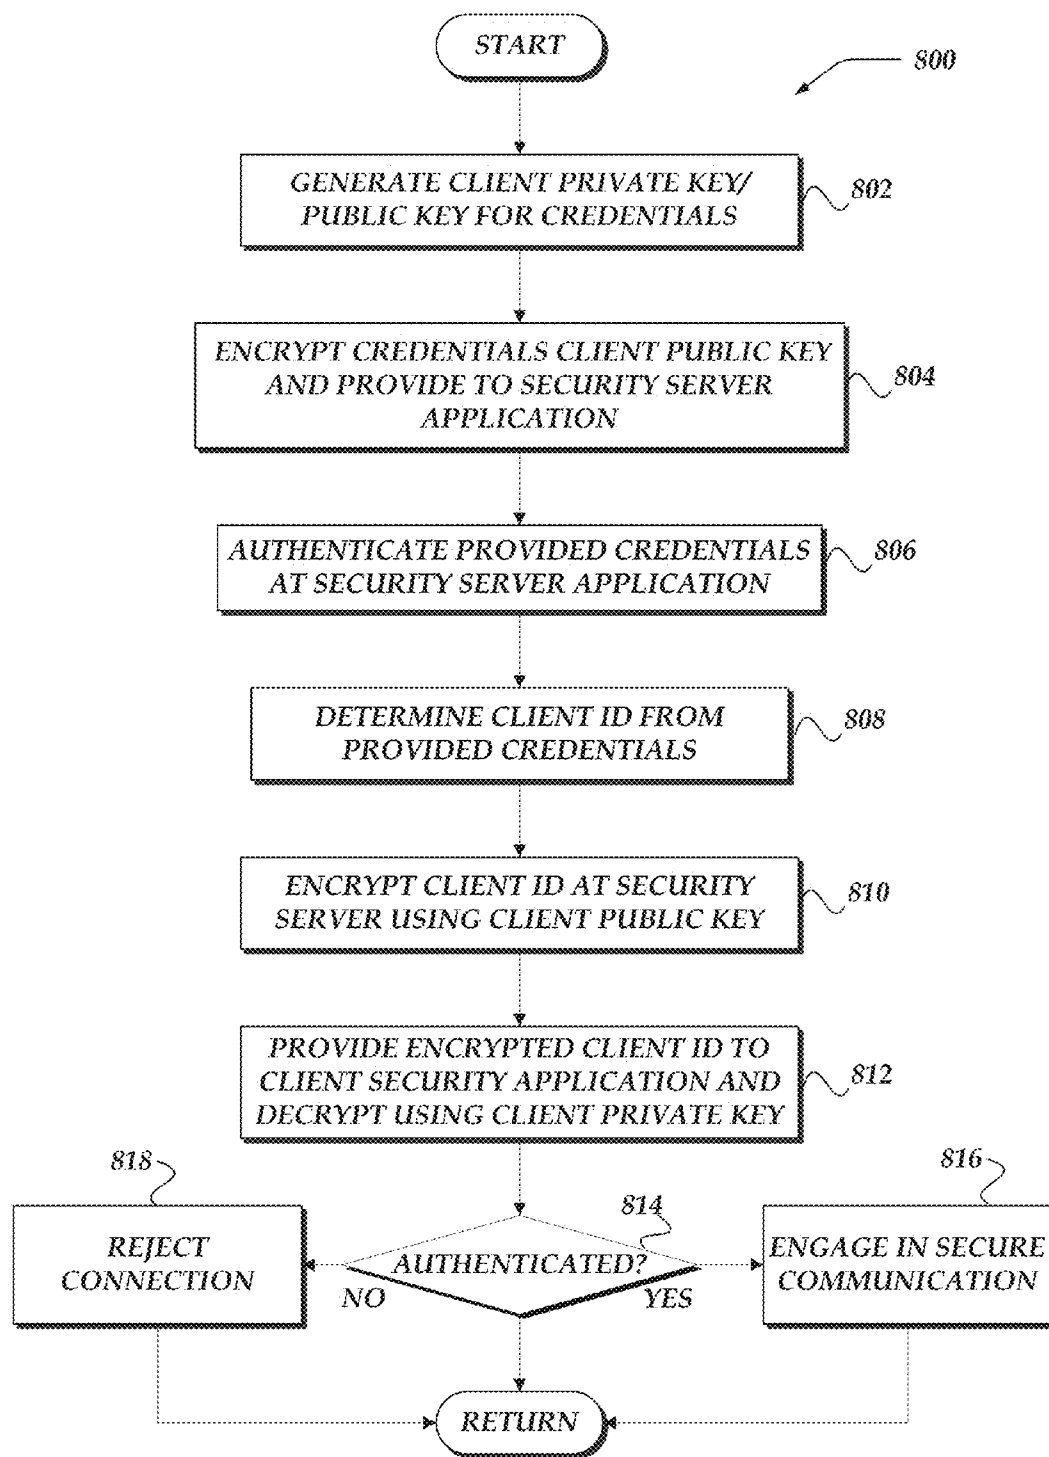 START
800
GENERATE CLIENT PRIVATE KEY/
PUBLIC KEY FOR CREDENTIALS
802
ENCRYPT CREDENTIALS CLIENT PUBLIC KEY
AND PROVIDE TO SECURITY SERVER
APPLICATION
804
AUTHENTICATE PROVIDED CREDENTIALS
AT SECURITY SERVER APPLICATION
806
DETERMINE CLIENT ID FROM
PROVIDED CREDENTIALS
808
ENCRYPT CLIENT ID AT SECURITY
SERVER USING CLIENT PUBLIC KEY
810
PROVIDE ENCRYPTED CLIENT ID TO
CLIENT SECURITY APPLICATION AND
DECRYPT USING CLIENT PRIVATE KEY
812
818
REJECT
CONNECTION
814
AUTHENTICATED?
NO
YES
816
ENGAGE IN SECURE
COMMUNICATION
RETURN